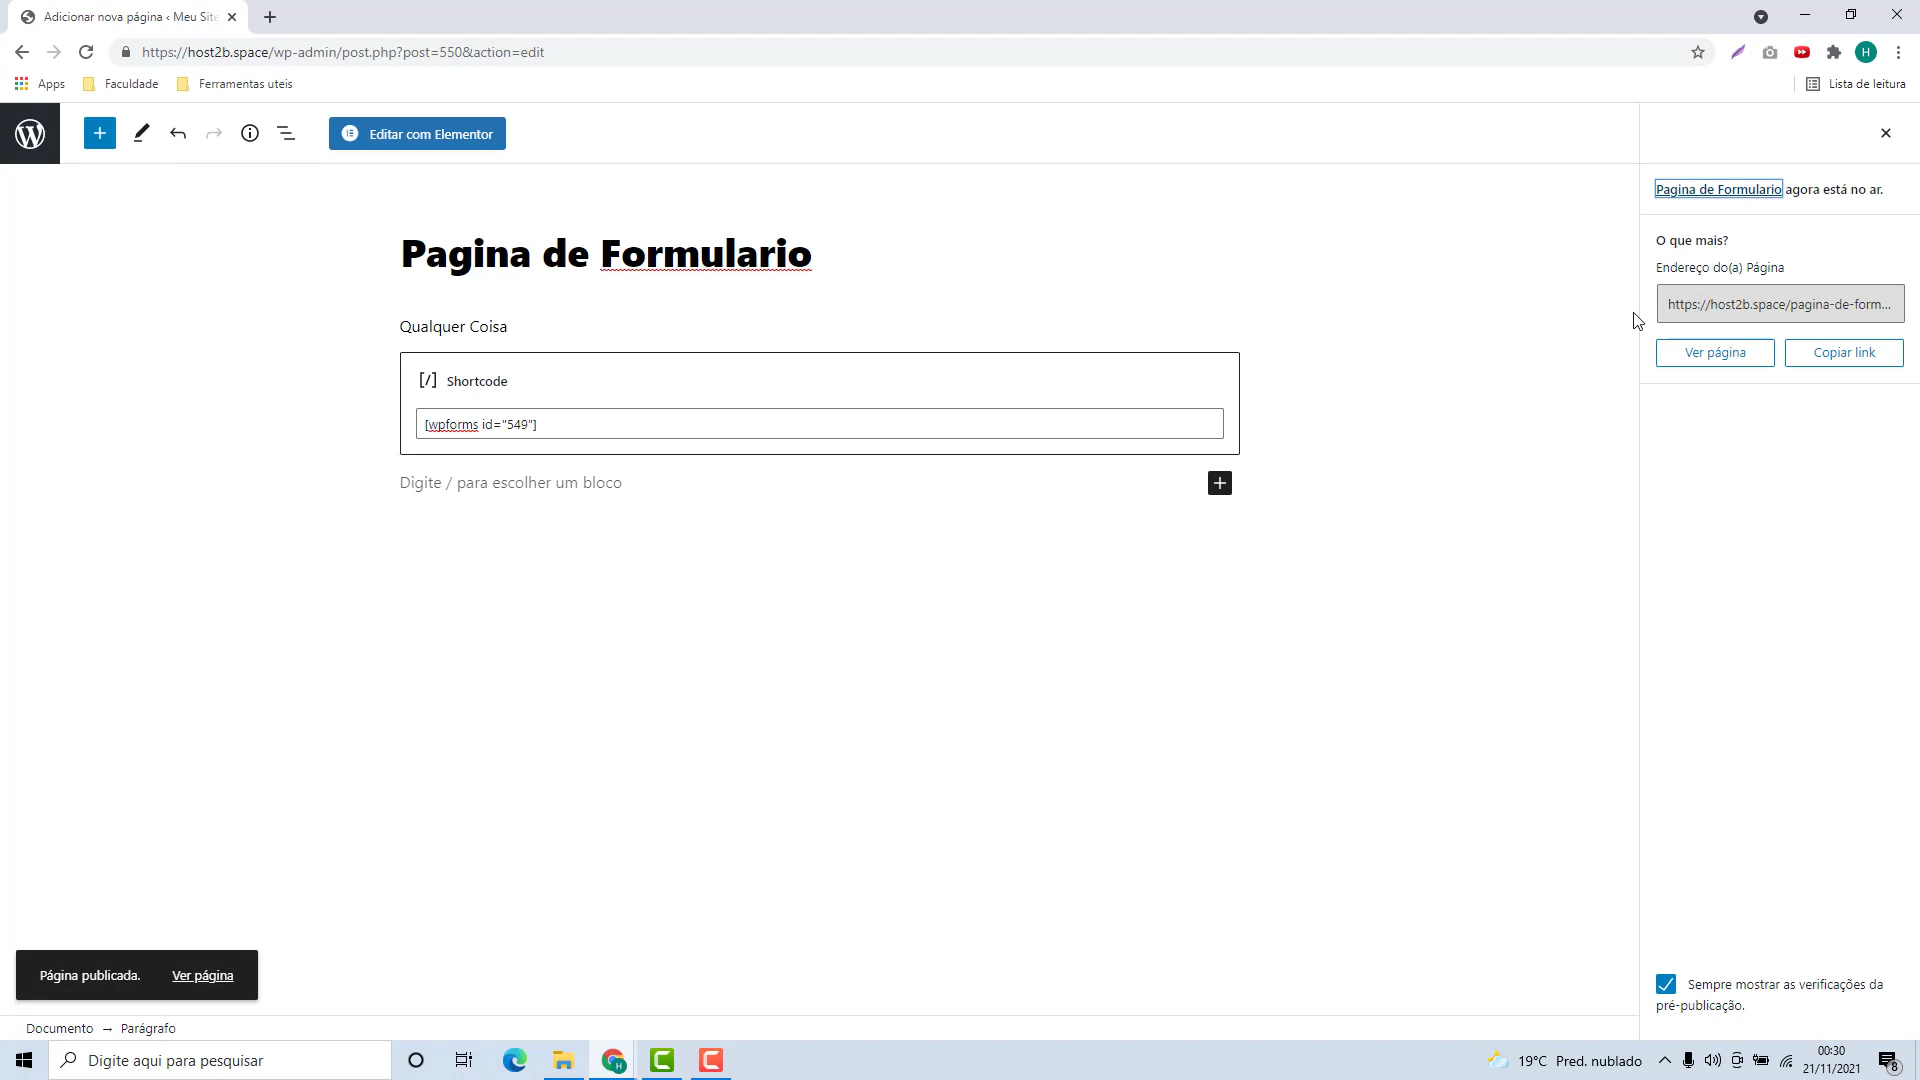 Adicionar nova página ‹ Meu Site
https://host2b.space/wp-admin/post.php?post=550&action=edit
H
Apps
Faculdade
Ferramentas uteis
Lista de leitura
Editar com Elementor
Pagina de Formulario agora está no ar.
Pagina de Formulario
O que mais?
Endereço do(a) Página
https://host2b.space/pagina-de-form...
Qualquer Coisa
Ver página
Copiar link
[/] Shortcode
[wpforms id="549"]
Digite / para escolher um bloco
Página publicada.
Ver página
Sempre mostrar as verificações da
pré-publicação.
Documento → Parágrafo
Digite aqui para pesquisar
19°C Pred. nublado
00:30
21/11/2021
8